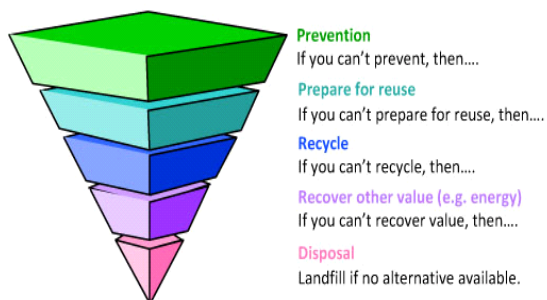 Prevention
If you can't prevent, then....
Prepare for reuse
If you can't prepare for reuse, then....
Recycle
If you can't recycle, then....
Recover other value (e.g. energy)
If you can't recover value, then....
Disposal
Landfill if no alternative available.